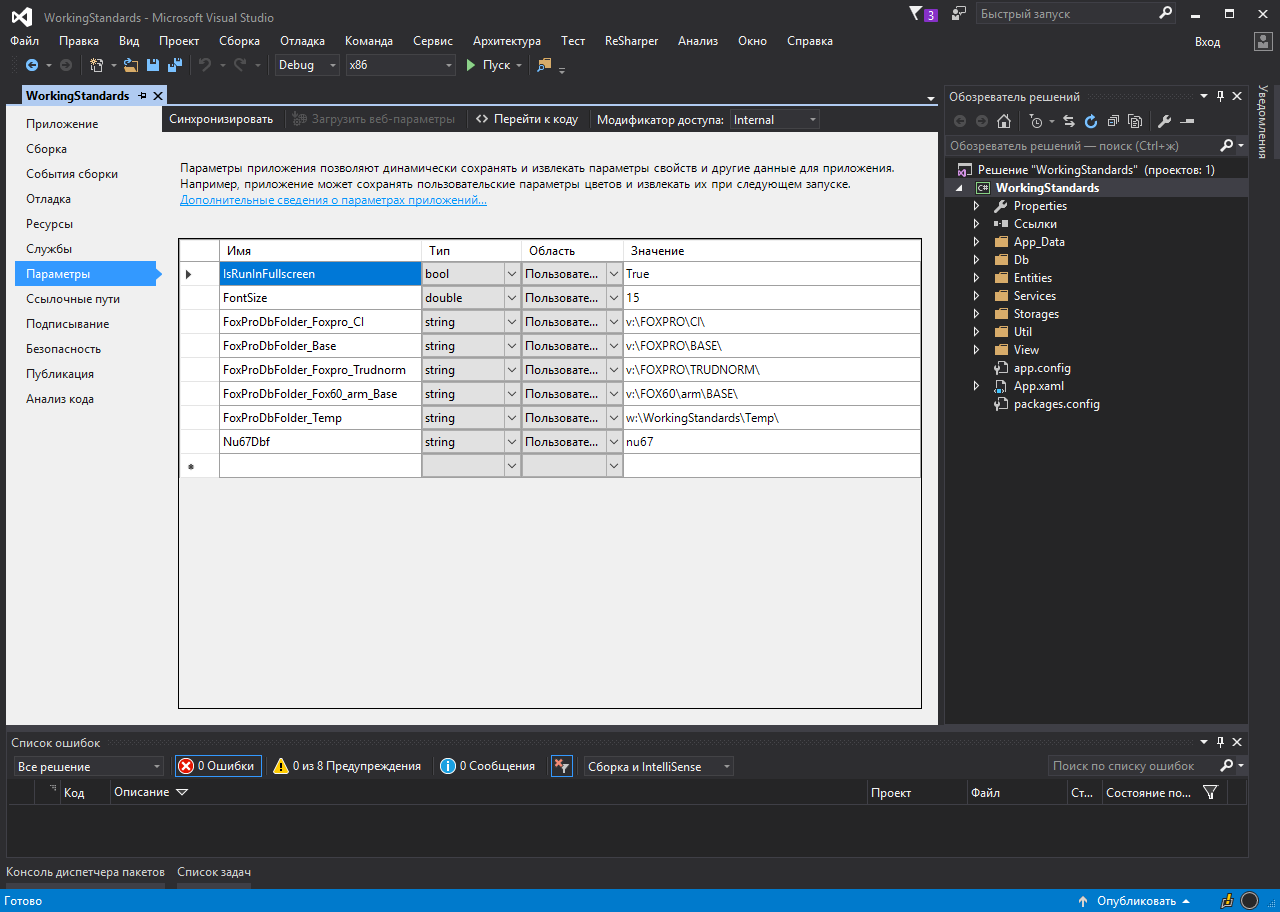 WorkingStandards - Microsoft Visual Studio
3
Быстрый запуск
Файл Правка Вид Проект Сборка Отладка Команда Сервис Архитектура Тест ReSharper Анализ Окно Справка Вход
Debug x86 Пуск
WorkingStandards
Приложение
Сборка
События сборки
Отладка
Ресурсы
Службы
Параметры
Ссылочные пути
Подписывание
Безопасность
Публикация
Анализ кода
Синхронизировать Загрузить веб-параметры Перейти к коду Модификатор доступа: Internal
Параметры приложения позволяют динамически сохранять и извлекать параметры свойств и другие данные для приложения.
Например, приложение может сохранять пользовательские параметры цветов и извлекать их при следующем запуске.
Дополнительные сведения о параметрах приложений...
Имя Тип Область Значение
IsRunInFullscreen bool Пользовате... True
FontSize double Пользовате... 15
FoxProDbFolder_Foxpro_Cl string Пользовате... v:\FOXPRO\Cl\
FoxProDbFolder_Base string Пользовате... v:\FOXPRO\BASE\
FoxProDbFolder_Foxpro_Trudnorm string Пользовате... v:\FOXPRO\TRUDNORM\
FoxProDbFolder_Fox60_arm_Base string Пользовате... v:\FOX60\arm\BASE\
FoxProDbFolder_Temp string Пользовате... w:\WorkingStandards\Temp\
Nu67Dbf string Пользовате... nu67
Обозреватель решений
Обозреватель решений — поиск (Ctrl+ж)
Решение "WorkingStandards" (проектов: 1)
C# WorkingStandards
Properties
Ссылки
App_Data
Db
Entities
Services
Storages
Util
View
app.config
App.xaml
packages.config
Уведомления
Список ошибок
Все решение 0 Ошибки 0 из 8 Предупреждения 0 Сообщения Сборка и IntelliSense Поиск по списку ошибок
Код Описание Проект Файл Ст... Состояние по...
Консоль диспетчера пакетов Список задач
Готово Опубликовать